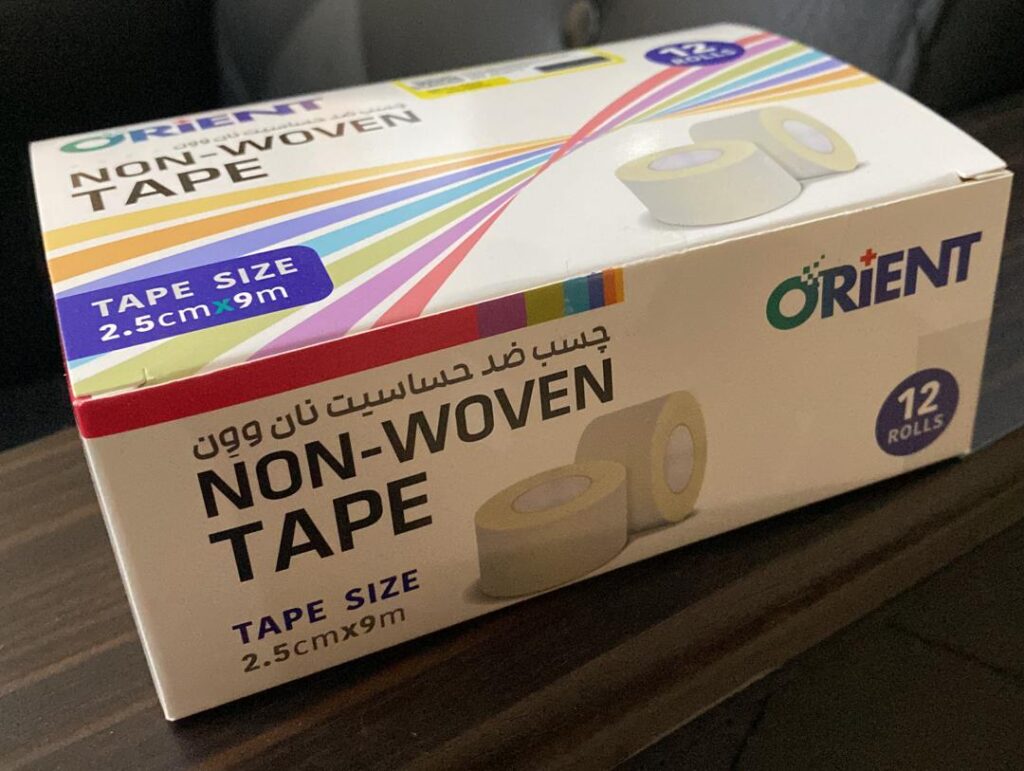 ORIENT
چسب ضد حساسیت نان وون
NON-WOVEN
TAPE
TAPE SIZE
2.5cmx9m
12
ROLLS
ORIENT
چسب ضد حساسیت نان ووِن
NON-WOVEN
TAPE
TAPE SIZE
2.5cmx9m
12
ROLLS